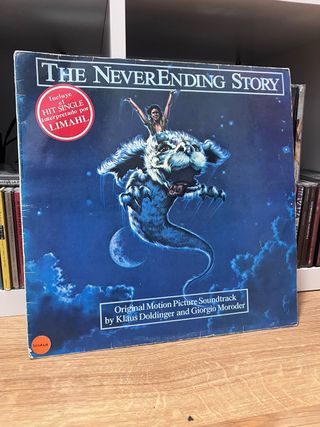 THE NEVERENDING STORY
Incluye
el
HIT SINGLE
interpretado por
LIMAHL
Original Motion Picture Soundtrack
by Klaus Doldinger and Giorgio Moroder